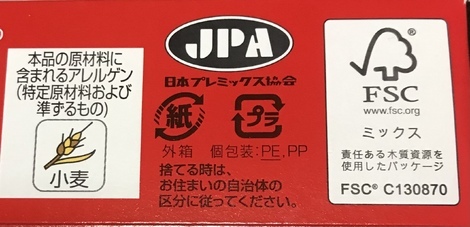 本品の原材料に
含まれるアレルゲン
(特定原材料および
準ずるもの)
小麦
JPA
日本プレミックス協会
紙
プラ
外箱 個包装:PE,PP
捨てる時は、
お住まいの自治体の
区分に従ってください。
FSC
www.fsc.org
ミックス
責任ある木質資源を
使用したパッケージ
FSC® C130870